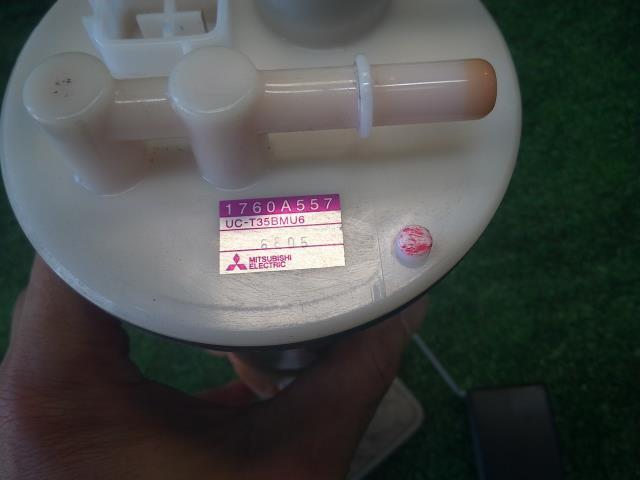 1760A557
UC-T35BMU6
6805
MITSUBISHI
ELECTRIC